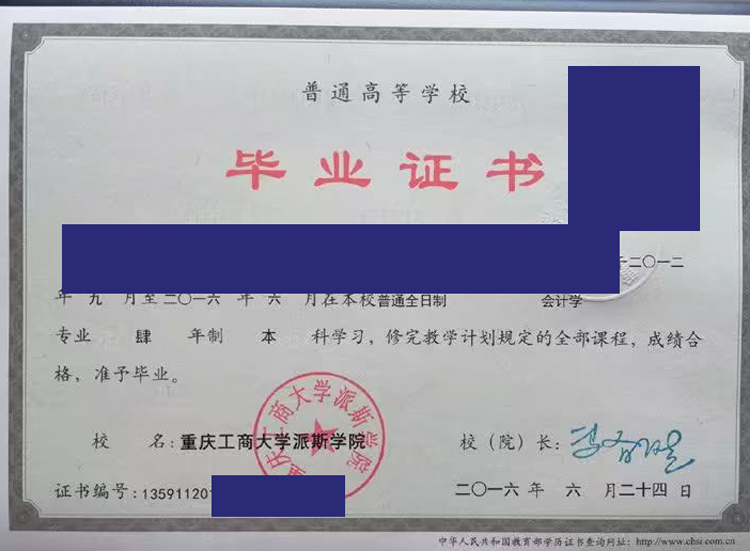 普通高等学校
毕业证书
二〇一二
年 九 月至 二〇一六 年 六 月在本校 普通全日制 会计学
专业 肆 年制 本 科学习，修完教学计划规定的全部课程，成绩合
格，准予毕业。
重庆工商大学派斯学院
校 名：重庆工商大学派斯学院 校（院）长：
证书编号：13591120 二〇一六 年 六 月二十四日
中华人民共和国教育部学历证书查询网址：http://www.chsi.com.cn